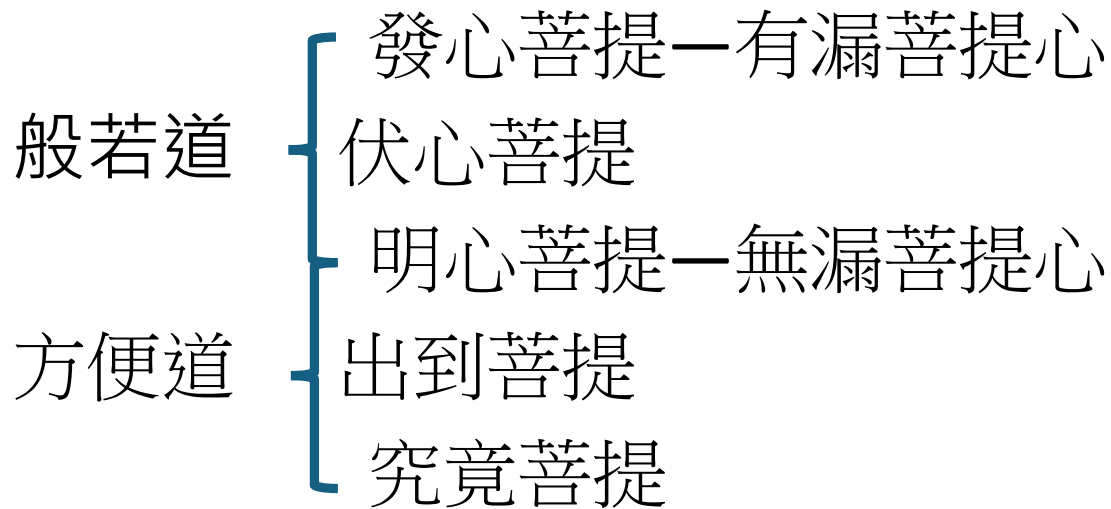 發心菩提—有漏菩提心
般若道
伏心菩提
明心菩提—無漏菩提心
方便道
出到菩提
究竟菩提